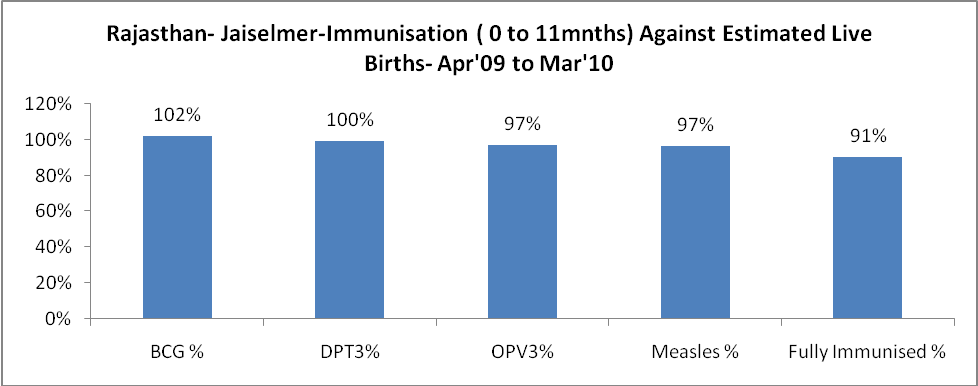 Rajasthan- Jaiselmer-Immunisation ( 0 to 11mnths) Against Estimated Live
Births- Apr'09 to Mar'10
120%
100%
80%
60%
40%
20%
0%
102%
100%
97%
97%
91%
BCG %
DPT3%
OPV3%
Measles %
Fully Immunised %